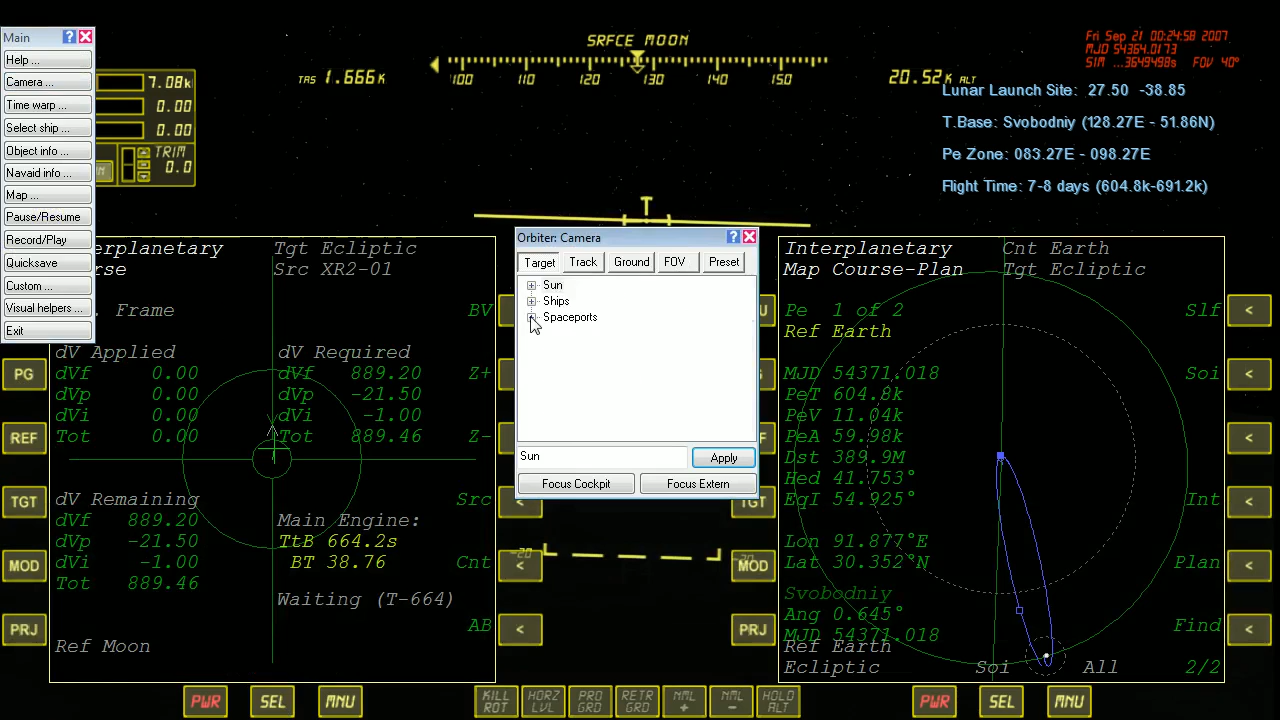 Main ?
Help ...
Camera ...
Time warp ...
Select ship ...
Object info ...
Navaid info ...
Map ...
Pause/Resume
Record/Play
Quicksave
Custom ...
Visual helpers ...
Exit
7.08k
0.00
0.00
TRIM
0.0
TAS 1.666K
SRFCE MOON
100 110 120 130 140 150
20.52K ALT
Fri Sep 21 00:24:58 2007
MJD 54364.0173
SIM ...3649498s FOV 40°
Lunar Launch Site: 27.50 -38.85
T.Base: Svobodniy (128.27E - 51.86N)
Pe Zone: 083.27E - 098.27E
Flight Time: 7-8 days (604.8k-691.2k)
T
Orbiter: Camera ?
Target Track Ground FOV Preset
Sun
Ships
Spaceports
Sun
Apply
Focus Cockpit Focus Extern
erplanetary Tgt Ecliptic
se Src XR2-01
. Frame
dV Applied dV Required
dVf 0.00 dVf 889.20
dVp 0.00 dVp -21.50
dVi 0.00 dVi -1.00
Tot 0.00 Tot 889.46
dV Remaining
dVf 889.20 Main Engine:
dVp -21.50 TtB 664.2s
dVi -1.00 BT 38.76
Tot 889.46
Waiting (T-664)
Ref Moon
PG
REF
TGT
MOD
PRJ
BV
Z+
Z-
Src <
Cnt <
AB <
PWR SEL MNU
KILL ROT
HORZ LVL
PRO GRD
RETR GRD
NML +
NML -
HOLD ALT
-20
Interplanetary Cnt Earth
Map Course-Plan Tgt Ecliptic
Pe 1 of 2
Ref Earth
MJD 54371.018
PeT 604.8k
PeV 11.04k
PeA 59.98k
Dst 389.9M
Hed 41.753°
EqI 54.925°
Lon 91.877°E
Lat 30.352°N
Svobodniy
Ang 0.645°
MJD 54371.018
Ref Earth
Ecliptic Soi All 2/2
TGT
MOD
PRJ
Slf <
Soi <
<
Int <
Plan <
Find <
PWR SEL MNU